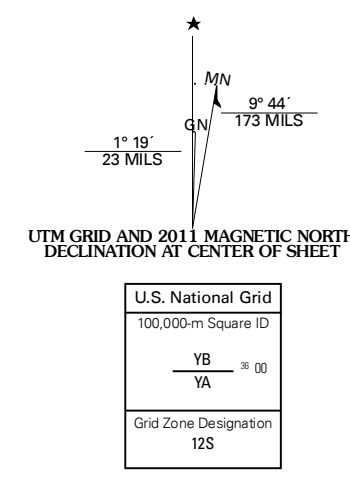 MN
9° 44´
173 MILS
GN
1° 19´
23 MILS
UTM GRID AND 2011 MAGNETIC NORTH
DECLINATION AT CENTER OF SHEET
U.S. National Grid
100,000-m Square ID
YB
36 00
YA
Grid Zone Designation
12S